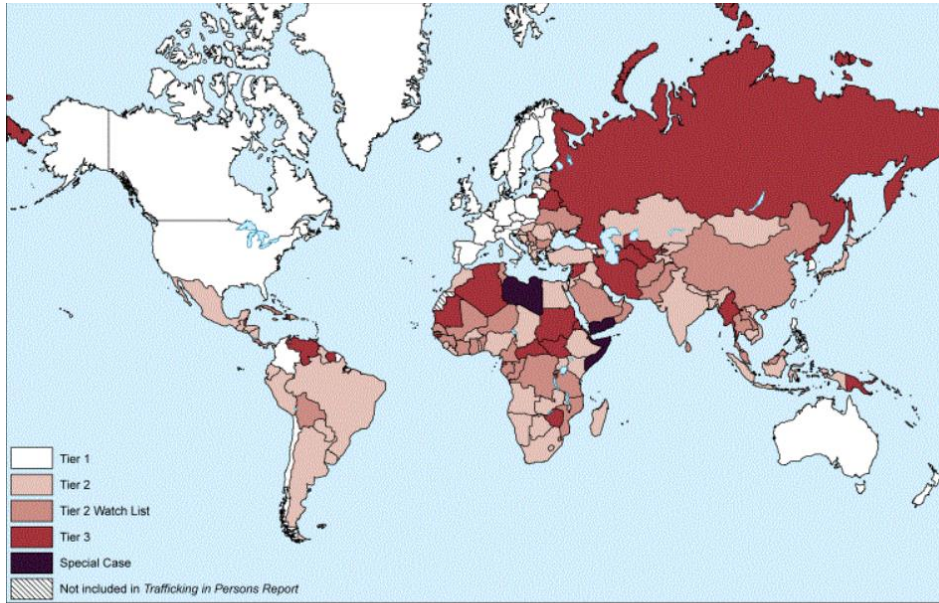 Tier 1
Tier 2
Tier 2 Watch List
Tier 3
Special Case
Not included in Trafficking in Persons Report